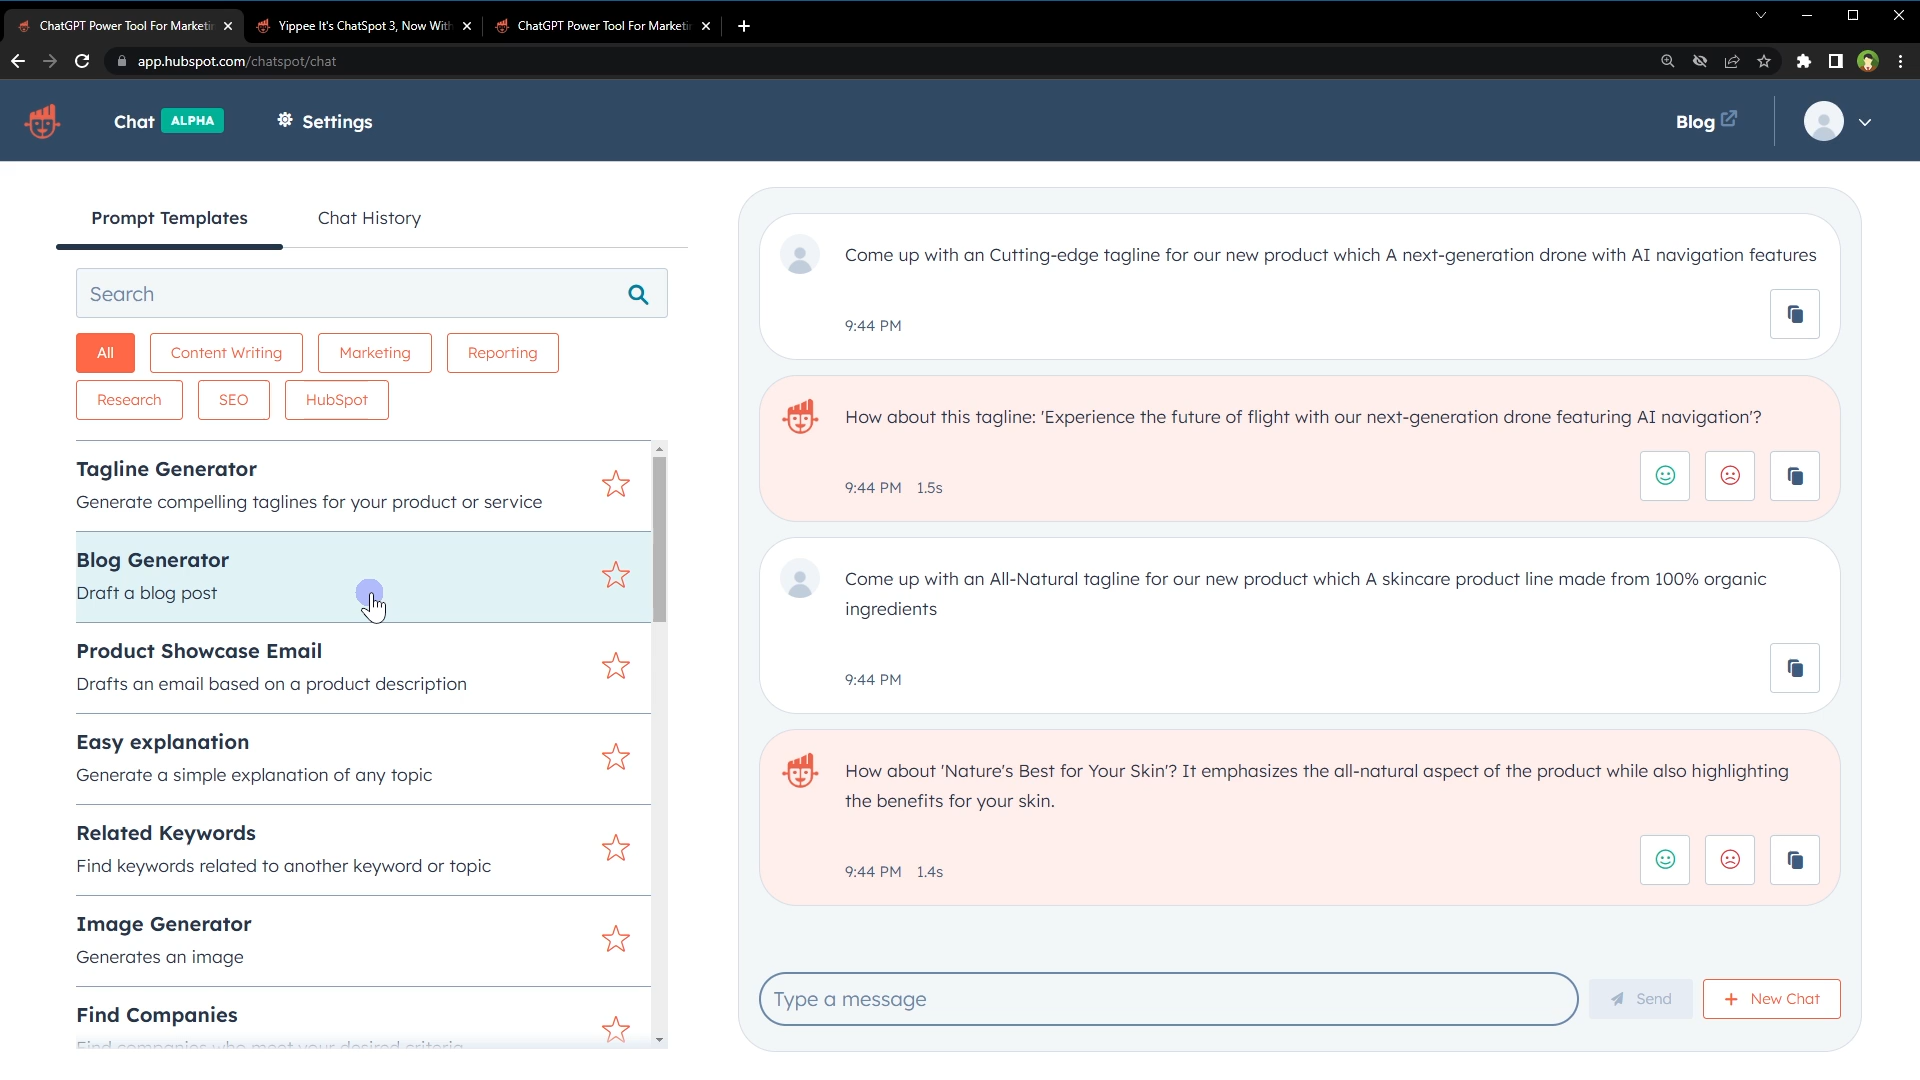 ChatGPT Power Tool For Marketi
Yippee It's ChatSpot 3, Now With
ChatGPT Power Tool For Marketi
app.hubspot.com/chatspot/chat
Chat ALPHA
Settings
Blog
Prompt Templates
Chat History
Search
All
Content Writing
Marketing
Reporting
Research
SEO
HubSpot
Tagline Generator
Generate compelling taglines for your product or service
Blog Generator
Draft a blog post
Product Showcase Email
Drafts an email based on a product description
Easy explanation
Generate a simple explanation of any topic
Related Keywords
Find keywords related to another keyword or topic
Image Generator
Generates an image
Find Companies
Find companies who meet your desired criteria
Come up with an Cutting-edge tagline for our new product which A next-generation drone with AI navigation features
9:44 PM
How about this tagline: 'Experience the future of flight with our next-generation drone featuring AI navigation'?
9:44 PM 1.5s
Come up with an All-Natural tagline for our new product which A skincare product line made from 100% organic
ingredients
9:44 PM
How about 'Nature's Best for Your Skin'? It emphasizes the all-natural aspect of the product while also highlighting
the benefits for your skin.
9:44 PM 1.4s
Type a message
Send
+ New Chat